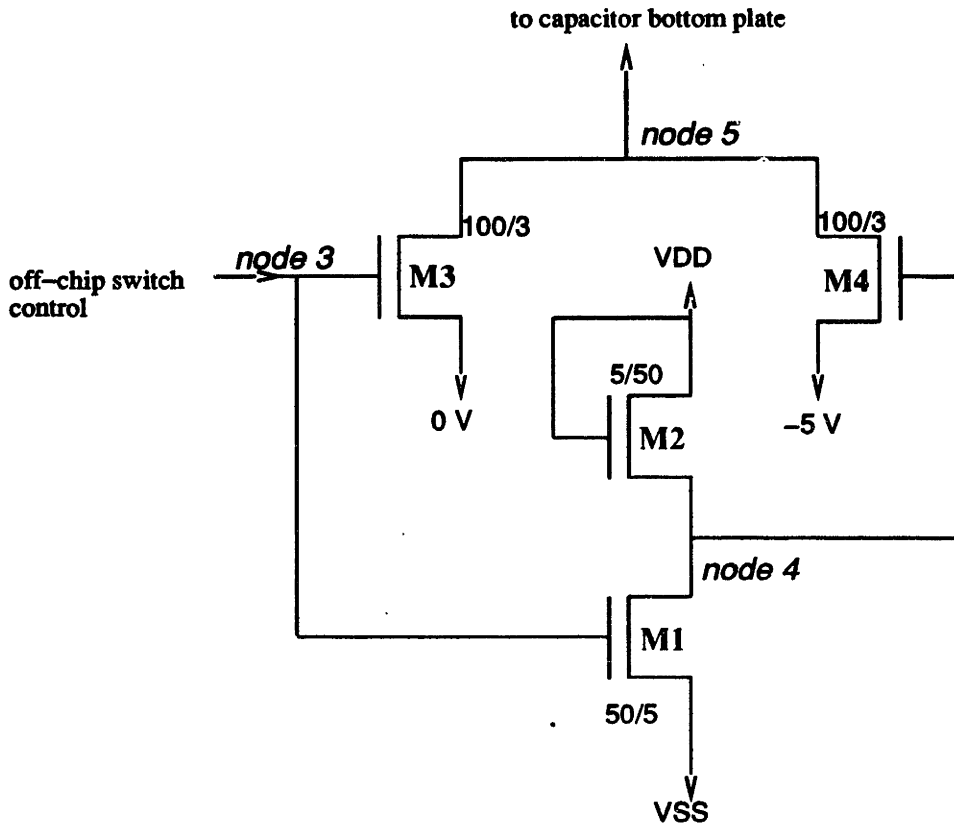 to capacitor bottom plate
node 5
100/3
100/3
node 3
VDD
off-chip switch
control
M3
M4
5/50
0 V
M2
-5 V
node 4
M1
50/5
VSS